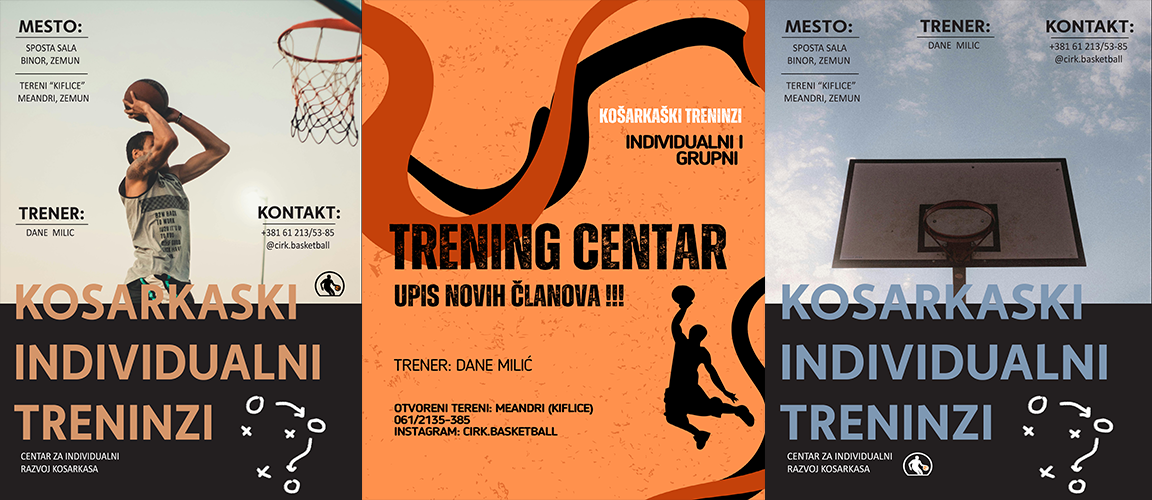 MESTO:
SPOSTA SALA
BINOR, ZEMUN
TERENI "KIFLICE"
MEANDRI, ZEMUN
TRENER:
DANE MILIC
KONTAKT:
+381 61 213/53-85
@cirk.basketball
KOSARKASKI
INDIVIDUALNI
TRENINZI
CENTAR ZA INDIVIDUALNI
RAZVOJ KOSARKASA
KOŠARKAŠKI TRENINZI
INDIVIDUALNI I
GRUPNI
TRENING CENTAR
UPIS NOVIH ČLANOVA !!!
TRENER: DANE MILIĆ
OTVORENI TERENI: MEANDRI (KIFLICE)
061/2135-385
INSTAGRAM: CIRK.BASKETBALL
MESTO:
SPOSTA SALA
BINOR, ZEMUN
TERENI "KIFLICE"
MEANDRI, ZEMUN
TRENER:
DANE MILIC
KONTAKT:
+381 61 213/53-85
@cirk.basketball
KOSARKASKI
INDIVIDUALNI
TRENINZI
CENTAR ZA INDIVIDUALNI
RAZVOJ KOSARKASA